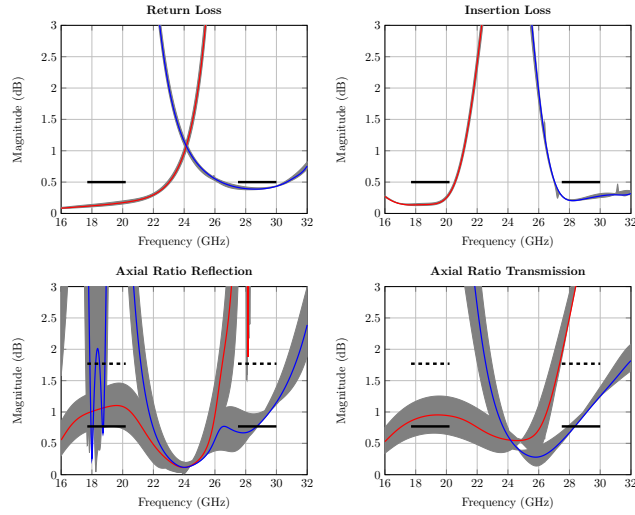 Return Loss
Insertion Loss
3
2.5
2
1.5
1
0.5
0
Magnitude (dB)
16 18 20 22 24 26 28 30 32
Frequency (GHz)
3
2.5
2
1.5
1
0.5
0
Magnitude (dB)
16 18 20 22 24 26 28 30 32
Frequency (GHz)
Axial Ratio Reflection
Axial Ratio Transmission
3
2.5
2
1.5
1
0.5
0
Magnitude (dB)
16 18 20 22 24 26 28 30 32
Frequency (GHz)
3
2.5
2
1.5
1
0.5
0
Magnitude (dB)
16 18 20 22 24 26 28 30 32
Frequency (GHz)